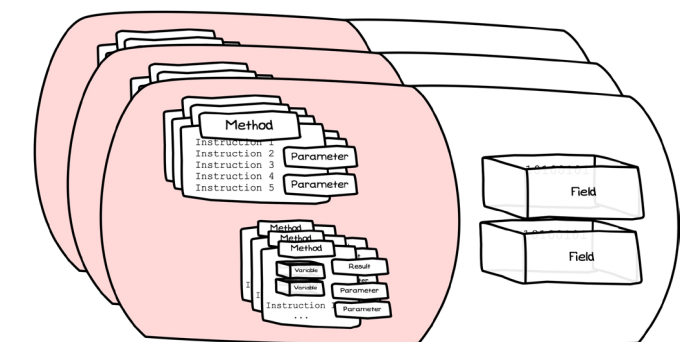 Method
Instruction 1
Instruction 2
Instruction 3
Instruction 4
Instruction 5
Parameter
Parameter
Field
Field
Method
Method
Method
Variable
Variable
Result
Parameter
Parameter
Instruction 1
...